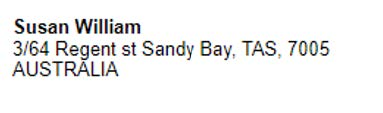 Susan William
3/64 Regent st Sandy Bay, TAS, 7005
AUSTRALIA